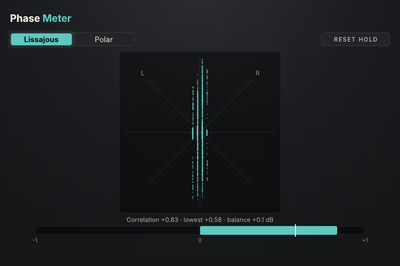 Phase Meter
Lissajous Polar RESET HOLD
L R
Correlation +0.83 · lowest +0.58 · balance +0.1 dB
-1 0 +1